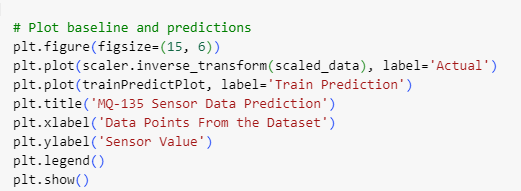 # Plot baseline and predictions
plt.figure(figsize=(15, 6))
plt.plot(scaler.inverse_transform(scaled_data), label='Actual')
plt.plot(trainPredictPlot, label='Train Prediction')
plt.title('MQ-135 Sensor Data Prediction')
plt.xlabel('Data Points From the Dataset')
plt.ylabel('Sensor Value')
plt.legend()
plt.show()